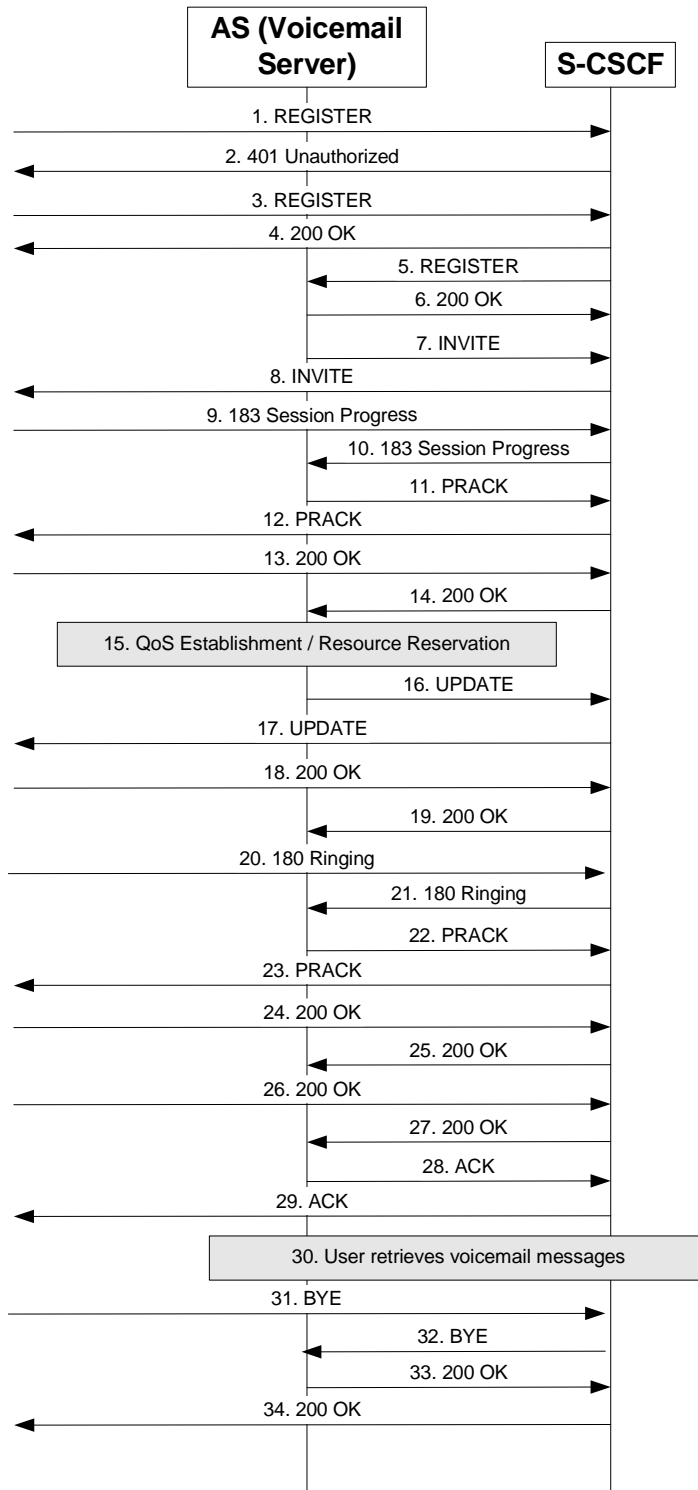 AS (Voicemail
Server)
S-CSCF
1. REGISTER
2. 401 Unauthorized
3. REGISTER
4. 200 OK
5. REGISTER
6. 200 OK
7. INVITE
8. INVITE
9. 183 Session Progress
10. 183 Session Progress
11. PRACK
12. PRACK
13. 200 OK
14. 200 OK
15. QoS Establishment / Resource Reservation
16. UPDATE
17. UPDATE
18. 200 OK
19. 200 OK
20. 180 Ringing
21. 180 Ringing
22. PRACK
23. PRACK
24. 200 OK
25. 200 OK
26. 200 OK
27. 200 OK
28. ACK
29. ACK
30. User retrieves voicemail messages
31. BYE
32. BYE
33. 200 OK
34. 200 OK